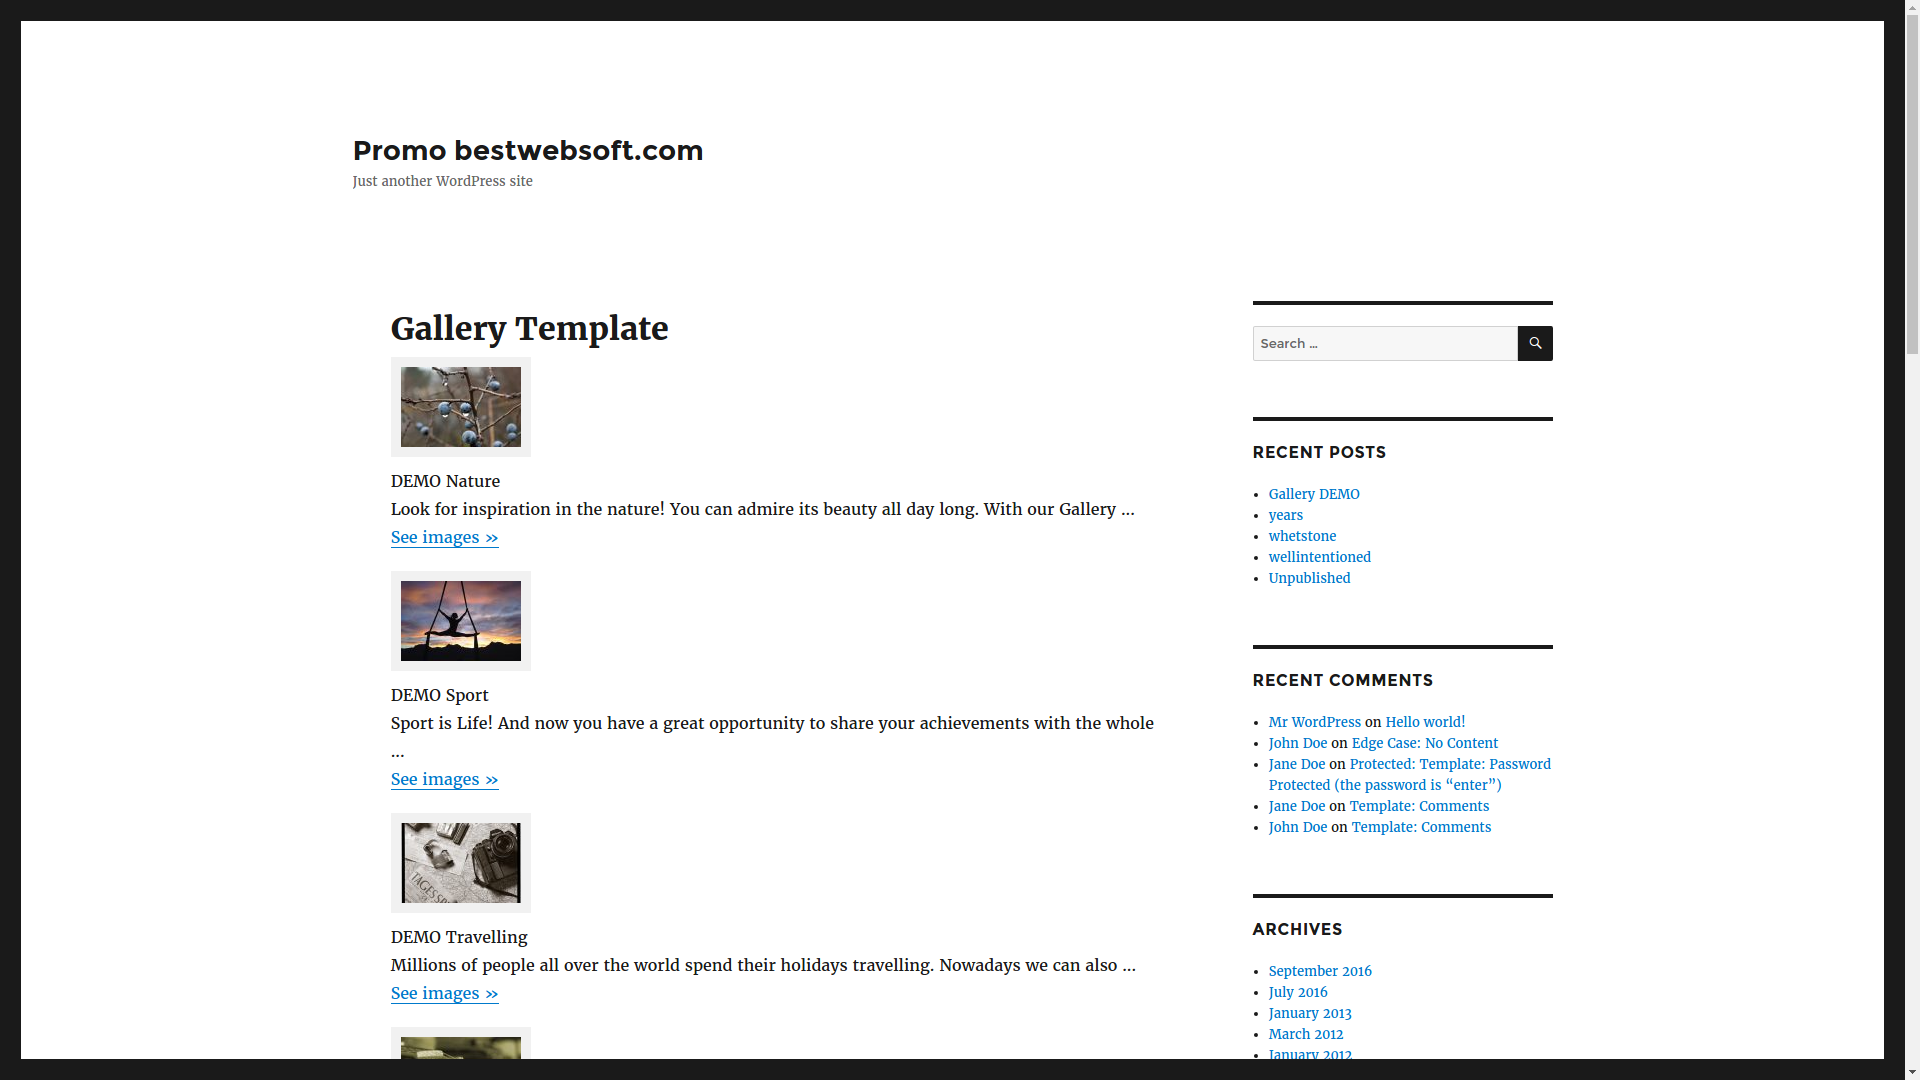 Promo bestwebsoft.com
Just another WordPress site
Gallery Template
DEMO Nature
Look for inspiration in the nature! You can admire its beauty all day long. With our Gallery ...
See images »
DEMO Sport
Sport is Life! And now you have a great opportunity to share your achievements with the whole
...
See images »
TAGESSP
DEMO Travelling
Millions of people all over the world spend their holidays travelling. Nowadays we can also ...
See images »
Search …
RECENT POSTS
Gallery DEMO
years
whetstone
wellintentioned
Unpublished
RECENT COMMENTS
Mr WordPress on Hello world!
John Doe on Edge Case: No Content
Jane Doe on Protected: Template: Password
Protected (the password is “enter”)
Jane Doe on Template: Comments
John Doe on Template: Comments
ARCHIVES
September 2016
July 2016
January 2013
March 2012
January 2012